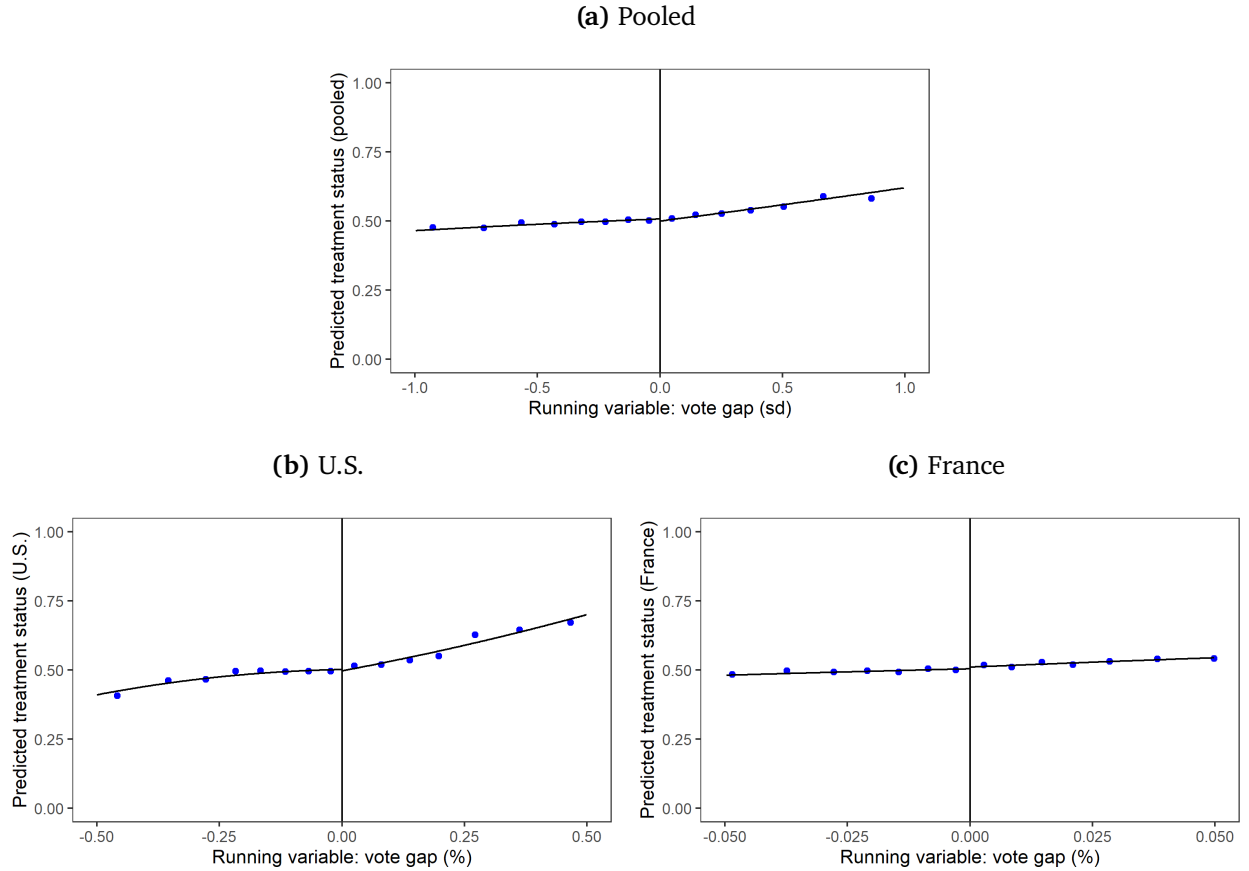 (a) Pooled
Predicted treatment status (pooled)
1.00
0.75
0.50
0.25
0.00
-1.0 -0.5 0.0 0.5 1.0
Running variable: vote gap (sd)
(b) U.S.
Predicted treatment status (U.S.)
1.00
0.75
0.50
0.25
0.00
-0.50 -0.25 0.00 0.25 0.50
Running variable: vote gap (%)
(c) France
Predicted treatment status (France)
1.00
0.75
0.50
0.25
0.00
-0.050 -0.025 0.000 0.025 0.050
Running variable: vote gap (%)